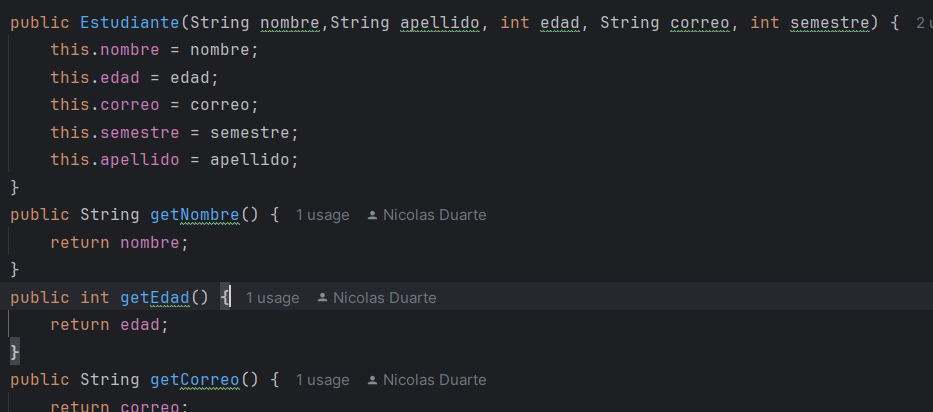 public Estudiante(String nombre,String apellido, int edad, String correo, int semestre) {   2 u
    this.nombre = nombre;
    this.edad = edad;
    this.correo = correo;
    this.semestre = semestre;
    this.apellido = apellido;
}
public String getNombre() {   1 usage   Nicolas Duarte
    return nombre;
}
public int getEdad() {   1 usage   Nicolas Duarte
    return edad;
}
public String getCorreo() {   1 usage   Nicolas Duarte
    return correo;